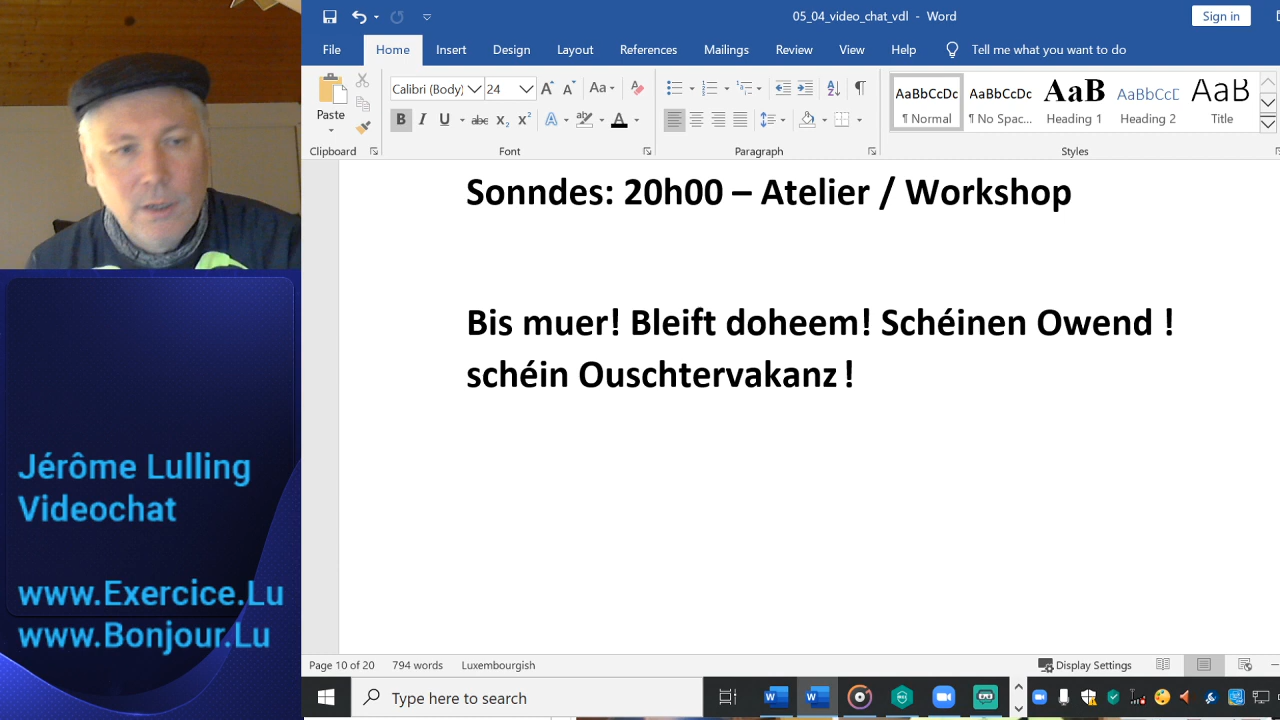 05_04_video_chat_vdl - Word
Sign in
File Home Insert Design Layout References Mailings Review View Help Tell me what you want to do
Paste
Calibri (Body) 24
Clipboard Font Paragraph Styles
AaBbCcDc AaBbCcDc AaB AaBbCcD AaB
¶ Normal ¶ No Spac... Heading 1 Heading 2 Title
Sonndes: 20h00 – Atelier / Workshop
Bis muer! Bleift doheem! Schéinen Owend !
schéin Ouschtervakanz !
Jérôme Lulling
Videochat
www.Exercice.Lu
www.Bonjour.Lu
Page 10 of 20 794 words Luxembourgish Display Settings
Type here to search